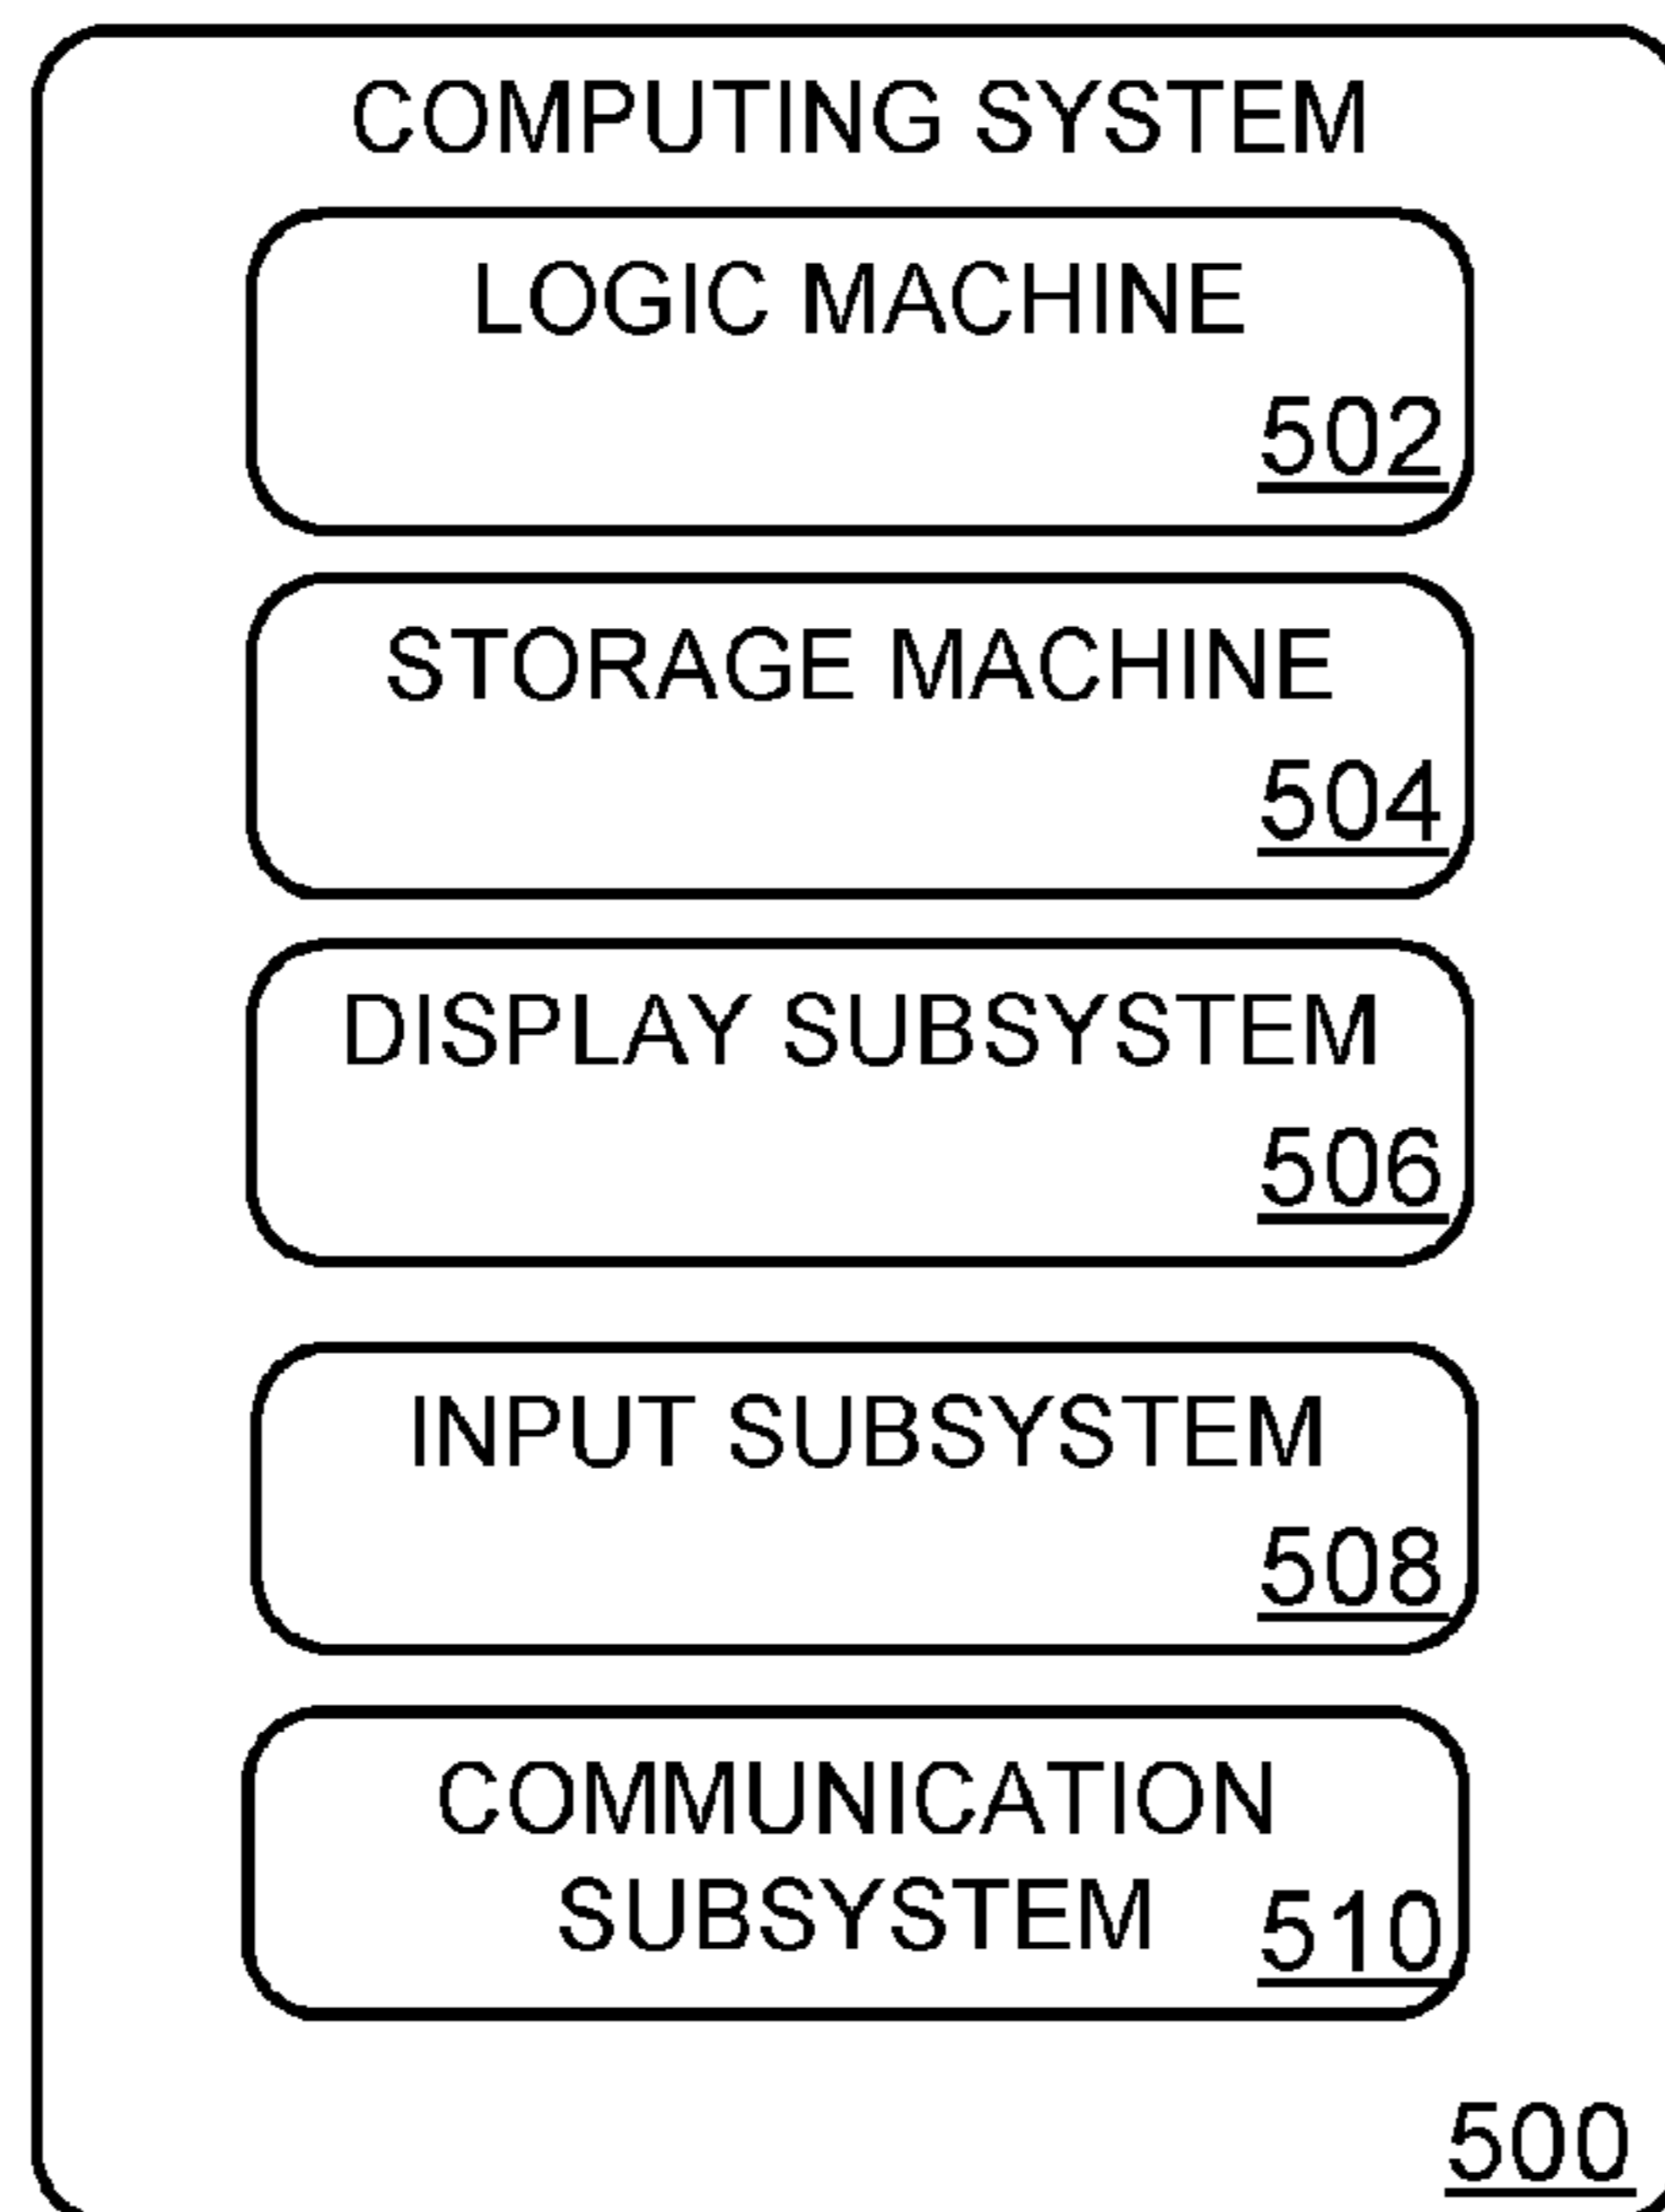 COMPUTING SYSTEM
LOGIC MACHINE
502
STORAGE MACHINE
504
DISPLAY SUBSYSTEM
506
INPUT SUBSYSTEM
508
COMMUNICATION
SUBSYSTEM 510
500